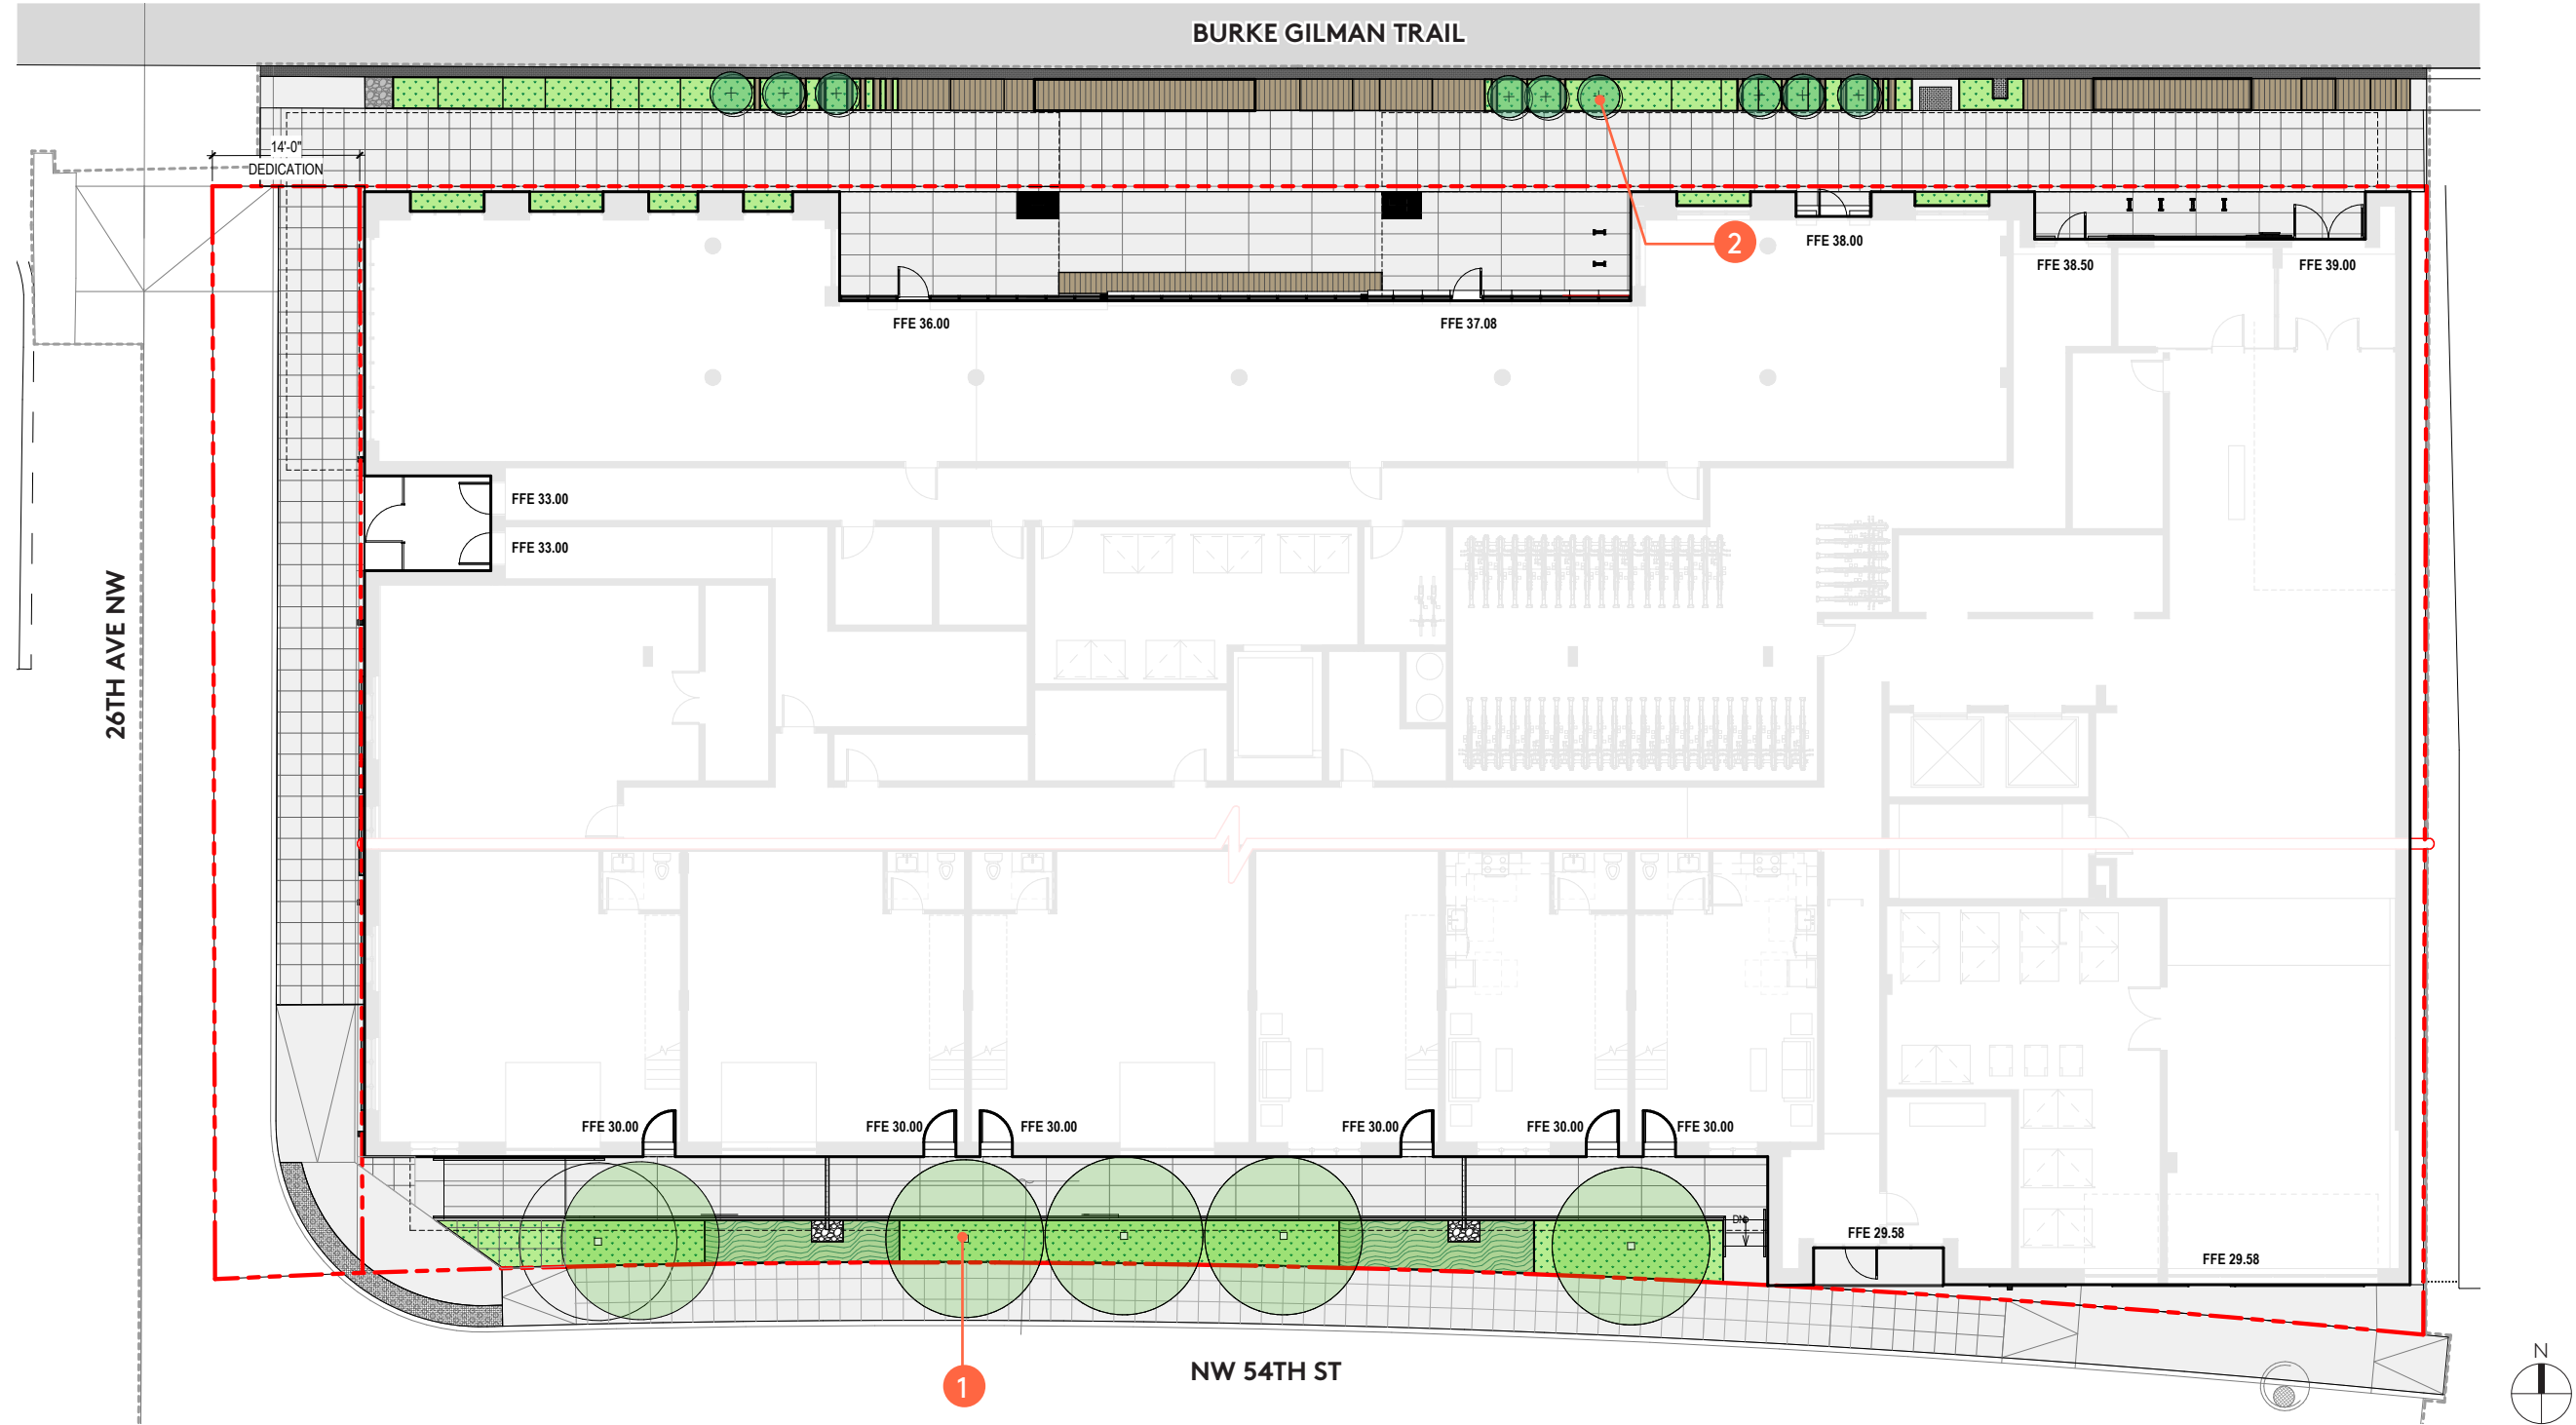 BURKE GILMAN TRAIL
14'-0"
DEDICATION
2
FFE 38.00
FFE 38.50
FFE 39.00
FFE 36.00
FFE 37.08
FFE 33.00
FFE 33.00
26TH AVE NW
FFE 30.00
FFE 30.00
FFE 30.00
FFE 30.00
FFE 30.00
FFE 30.00
DN
FFE 29.58
FFE 29.58
1
NW 54TH ST
N